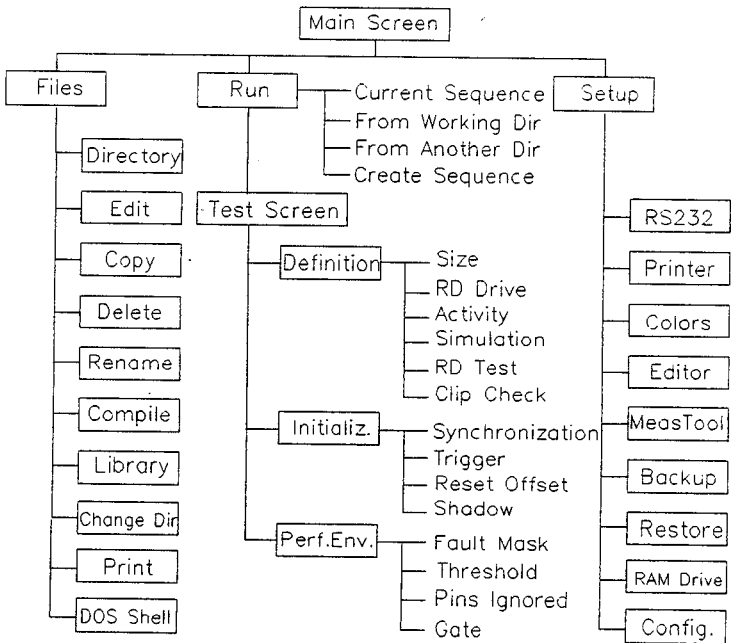 Main Screen
Files
Directory
Edit
Copy
Delete
Rename
Compile
Library
Change Dir
Print
DOS Shell
Run
Current Sequence
From Working Dir
From Another Dir
Create Sequence
Test Screen
Definition
Size
RD Drive
Activity
Simulation
RD Test
Clip Check
Initializ.
Synchronization
Trigger
Reset Offset
Shadow
Perf.Env.
Fault Mask
Threshold
Pins Ignored
Gate
Setup
RS232
Printer
Colors
Editor
MeasTool
Backup
Restore
RAM Drive
Config.